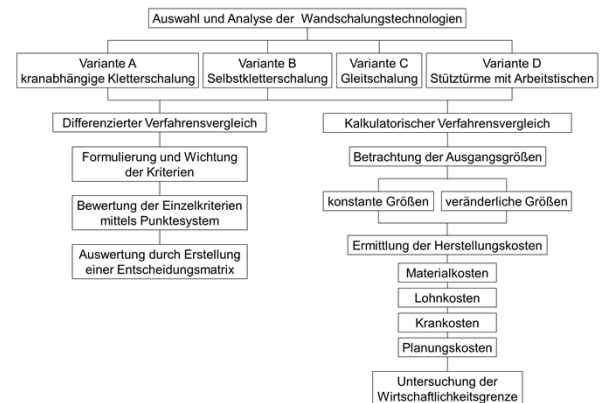 Auswahl und Analyse der Wandschalungstechnologien
Variante A
kranabhängige Kletterschalung
Variante B
Selbstkletterschalung
Variante C
Gleitschalung
Variante D
Stütztürme mit Arbeitstischen
Differenzierter Verfahrensvergleich
Formulierung und Wichtung
der Kriterien
Bewertung der Einzelkriterien
mittels Punktesystem
Auswertung durch Erstellung
einer Entscheidungsmatrix
Kalkulatorischer Verfahrensvergleich
Betrachtung der Ausgangsgrößen
konstante Größen
veränderliche Größen
Ermittlung der Herstellungskosten
Materialkosten
Lohnkosten
Krankosten
Planungskosten
Untersuchung der
Wirtschaftlichkeitsgrenze